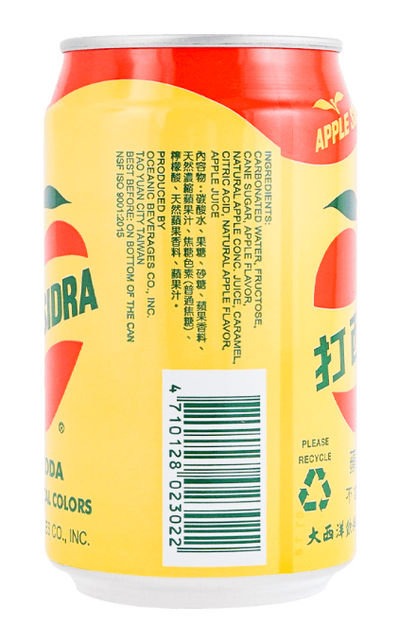 APPLE
INGREDIENTS:
CARBONATED WATER, FRUCTOSE,
CANE SUGAR, APPLE FLAVOR,
NATURAL APPLE CONC. JUICE, CARAMEL,
CITRIC ACID, NATURAL APPLE FLAVOR,
APPLE JUICE
內容物：碳酸水、果糖、砂糖、蘋果香料、
天然濃縮蘋果汁、焦糖色素(普通焦糖)、
檸檬酸、天然蘋果香料、蘋果汁。
PRODUCED BY
OCEANIC BEVERAGES CO., INC.
TAO YUAN CITY, TAIWAN
BEST BEFORE: ON BOTTOM OF THE CAN
NSF ISO 9001:2015
4 710128 023022
IDRA
®
ODA
AL COLORS
ES CO., INC.
打
PLEASE
RECYCLE
不
大西洋飲